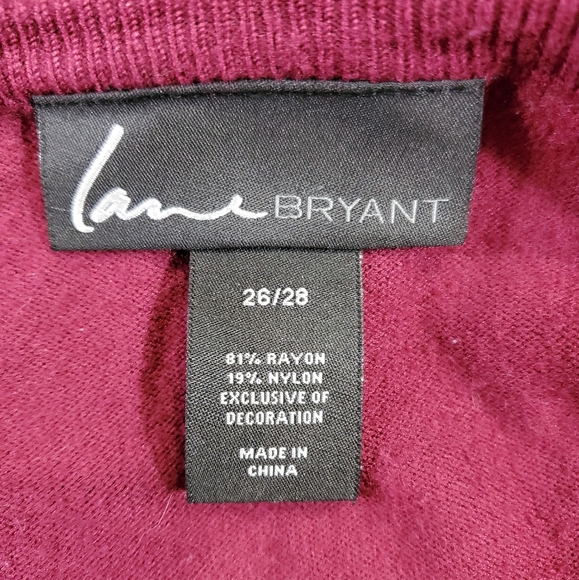 lane BRYANT
26/28
81% RAYON
19% NYLON
EXCLUSIVE OF
DECORATION
MADE IN
CHINA